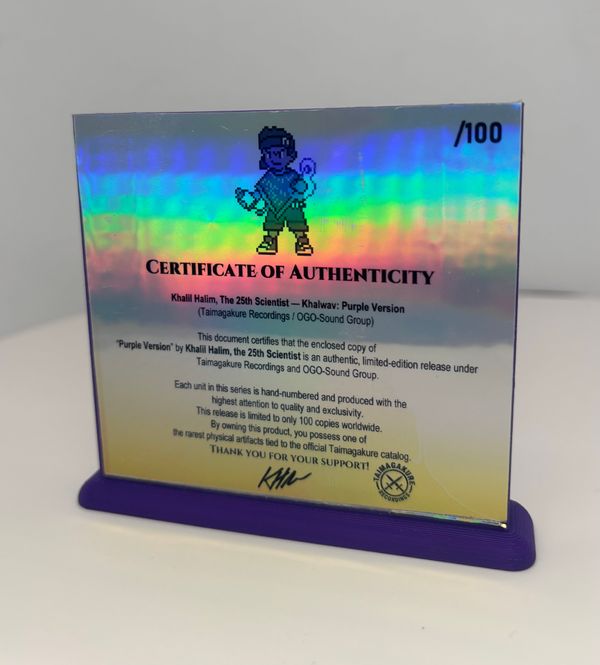 /100
CERTIFICATE OF AUTHENTICITY
Khalil Halim, The 25th Scientist — Khalwav: Purple Version
(Taimagakure Recordings / OGO-Sound Group)
This document certifies that the enclosed copy of
"Purple Version" by Khalil Halim, the 25th Scientist is an authentic, limited-edition release under
Taimagakure Recordings and OGO-Sound Group.
Each unit in this series is hand-numbered and produced with the
highest attention to quality and exclusivity.
This release is limited to only 100 copies worldwide.
By owning this product, you possess one of
the rarest physical artifacts tied to the official Taimagakure catalog.
THANK YOU FOR YOUR SUPPORT!
TAIMAGAKURE
RECORDINGS